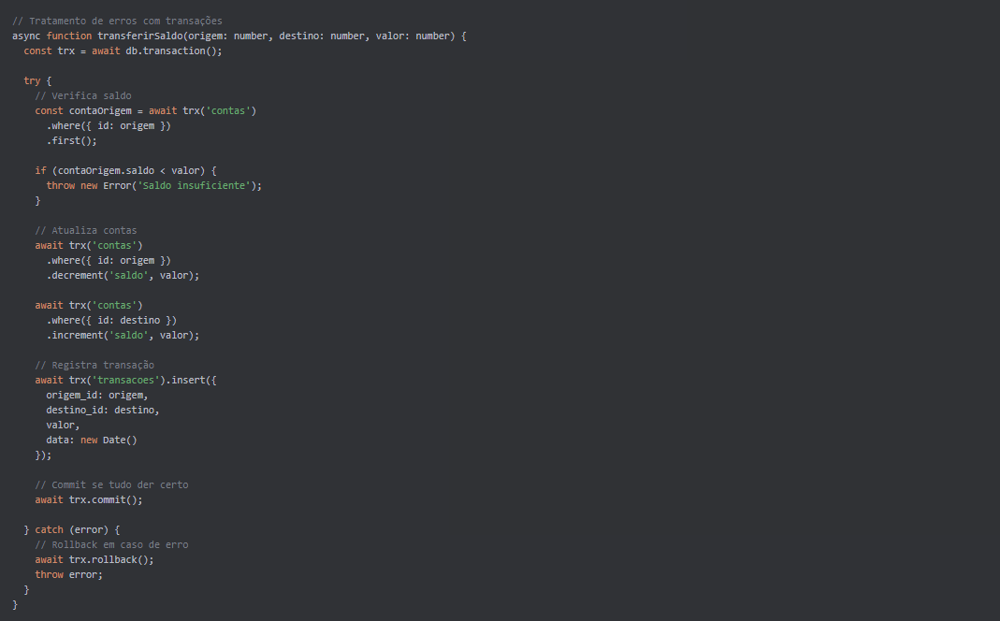 // Tratamento de erros com transações
async function transferirSaldo(origem: number, destino: number, valor: number) {
  const trx = await db.transaction();

  try {
    // Verifica saldo
    const contaOrigem = await trx('contas')
      .where({ id: origem })
      .first();

    if (contaOrigem.saldo < valor) {
      throw new Error('Saldo insuficiente');
    }

    // Atualiza contas
    await trx('contas')
      .where({ id: origem })
      .decrement('saldo', valor);

    await trx('contas')
      .where({ id: destino })
      .increment('saldo', valor);

    // Registra transação
    await trx('transacoes').insert({
      origem_id: origem,
      destino_id: destino,
      valor,
      data: new Date()
    });

    // Commit se tudo der certo
    await trx.commit();

  } catch (error) {
    // Rollback em caso de erro
    await trx.rollback();
    throw error;
  }
}